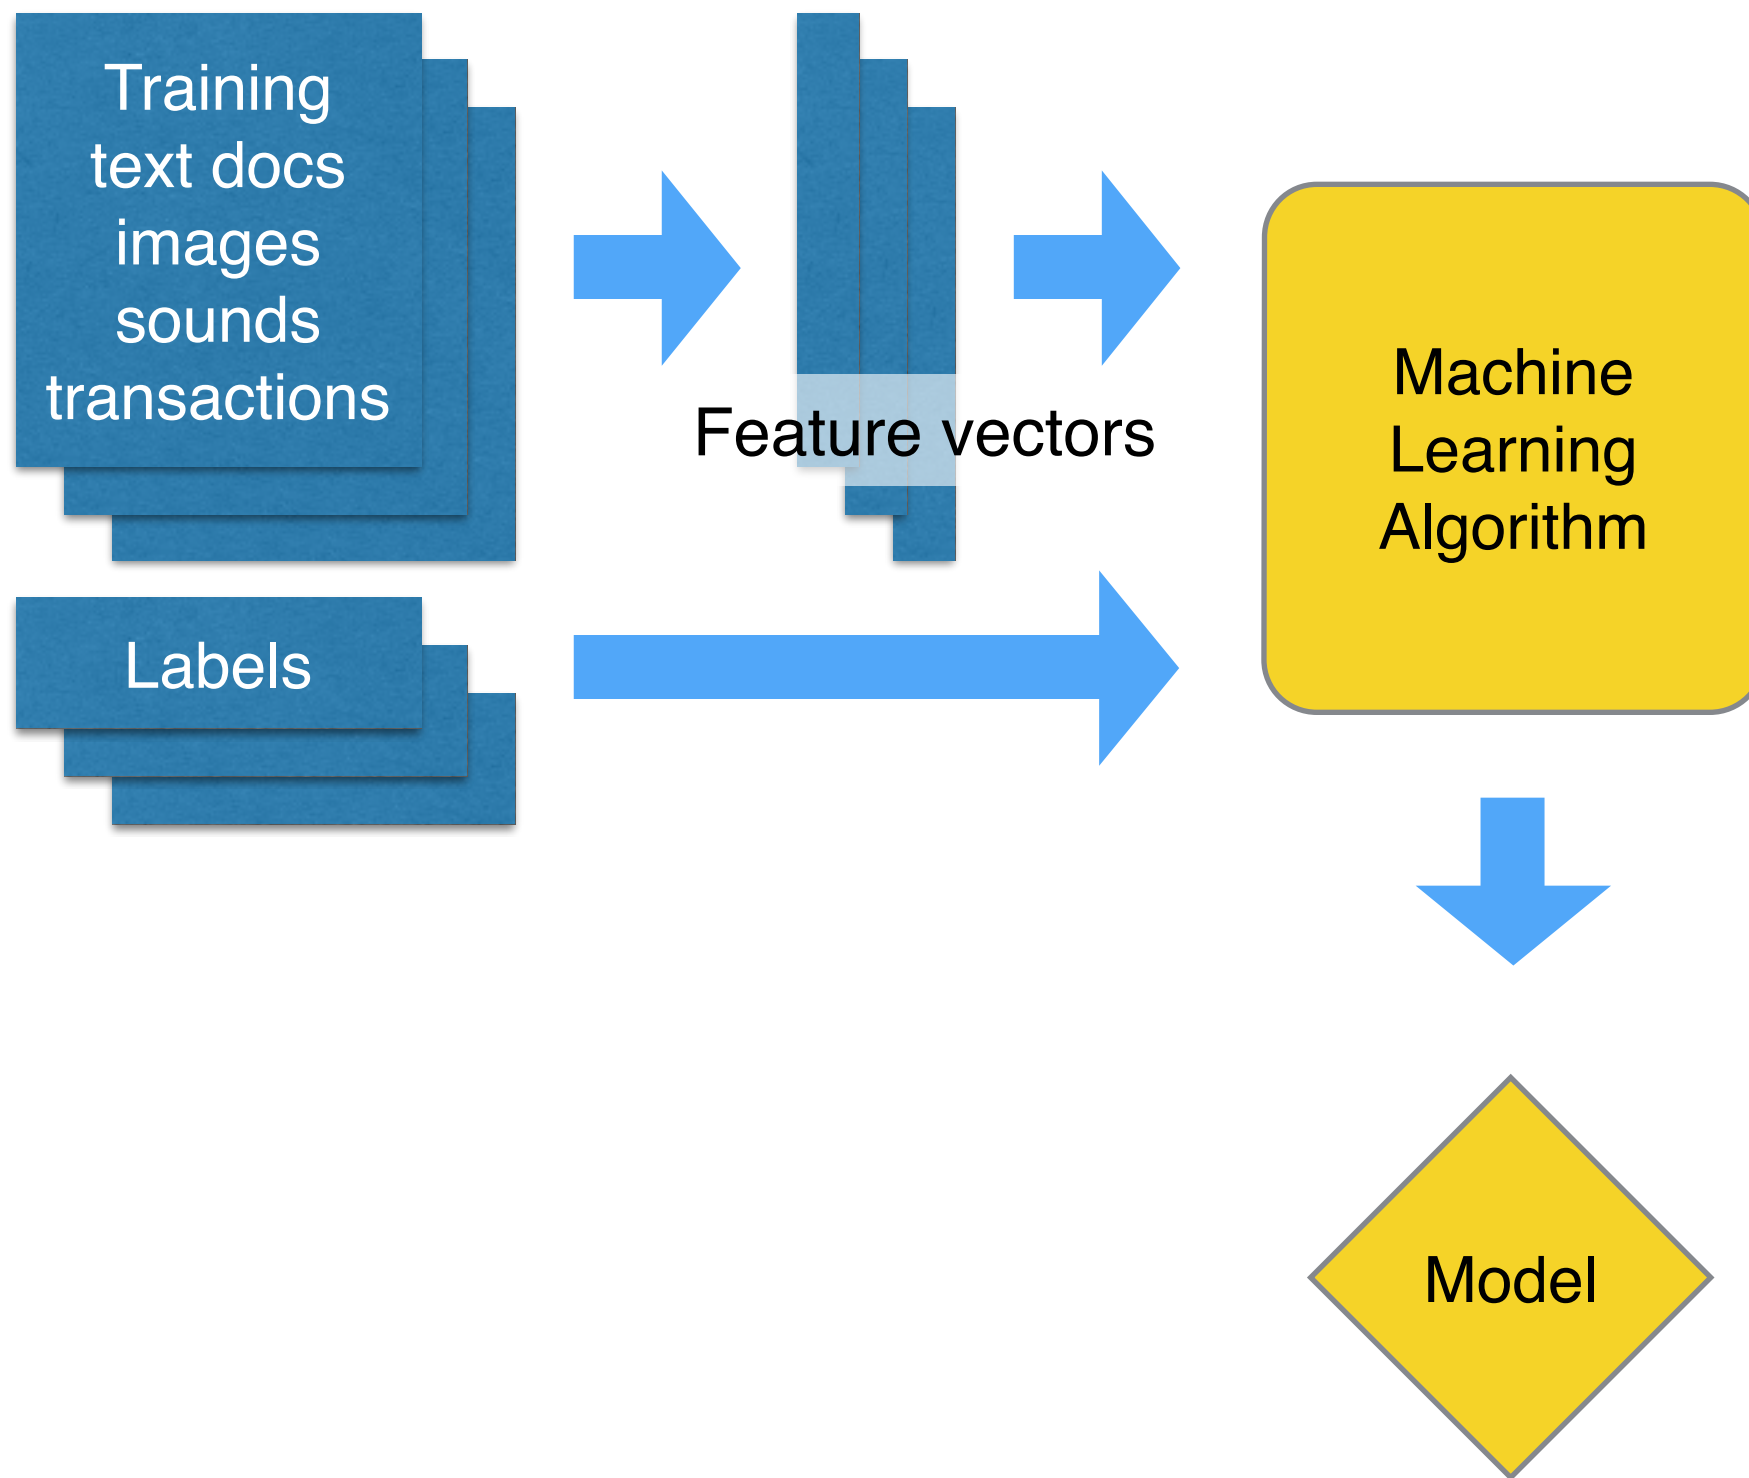 Training
text docs
images
sounds
transactions
Feature vectors
Machine
Learning
Algorithm
Labels
Model